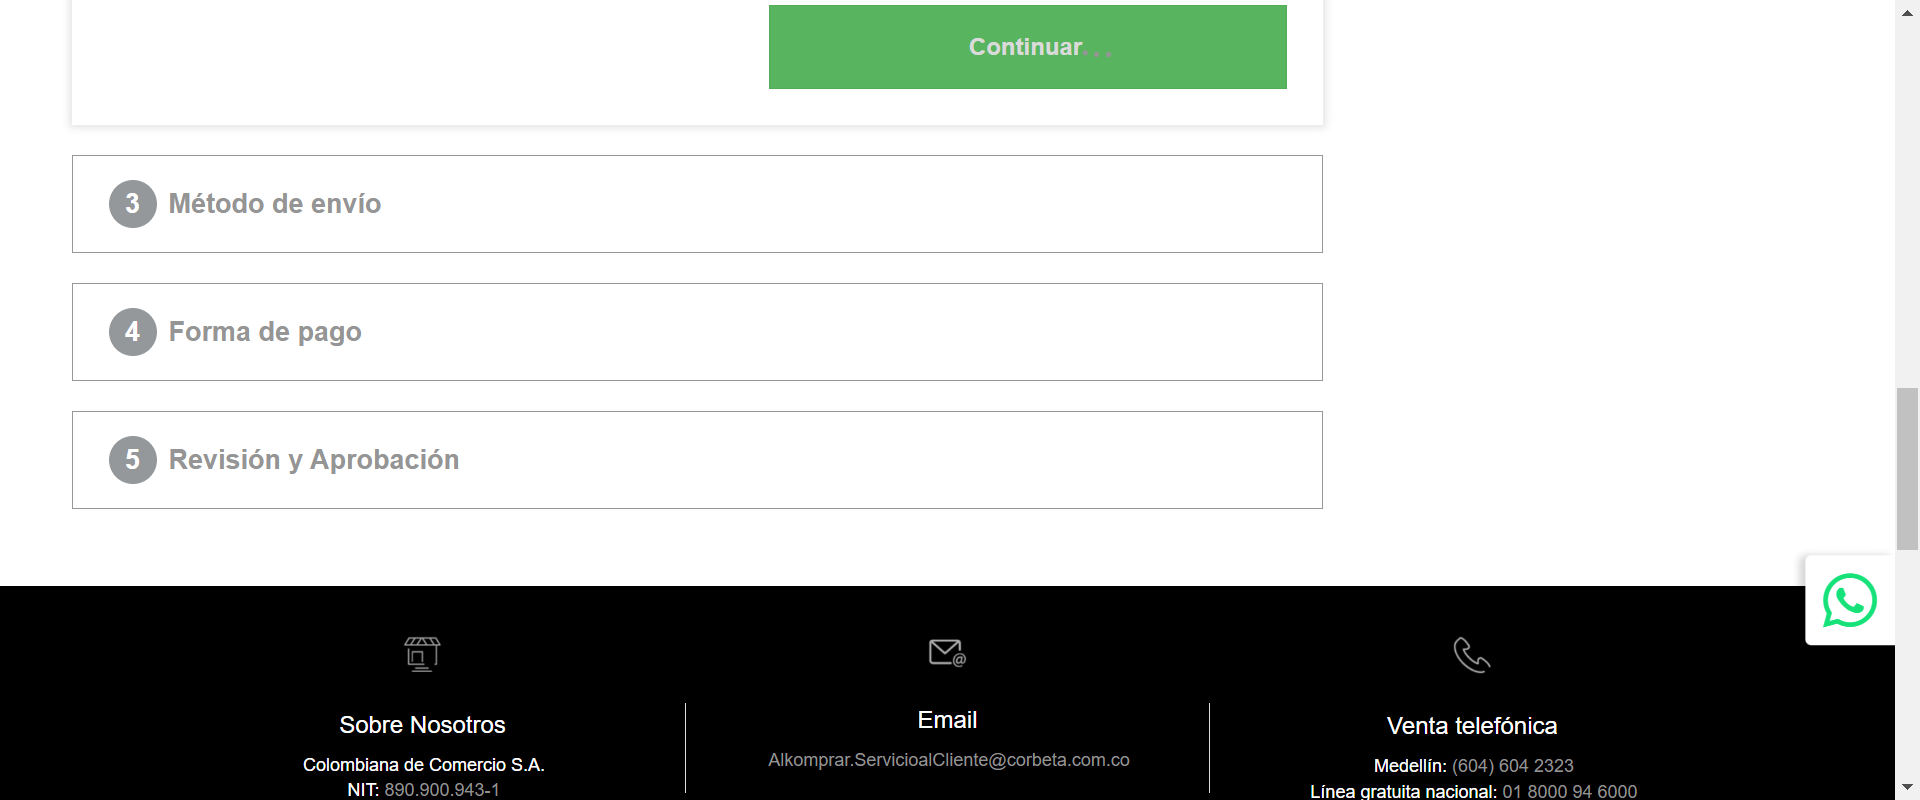 Continuar...
3 Método de envío
4 Forma de pago
5 Revisión y Aprobación
Sobre Nosotros
Colombiana de Comercio S.A.
NIT: 890.900.943-1
Email
Alkomprar.ServicioalCliente@corbeta.com.co
Venta telefónica
Medellín: (604) 604 2323
Línea gratuita nacional: 01 8000 94 6000